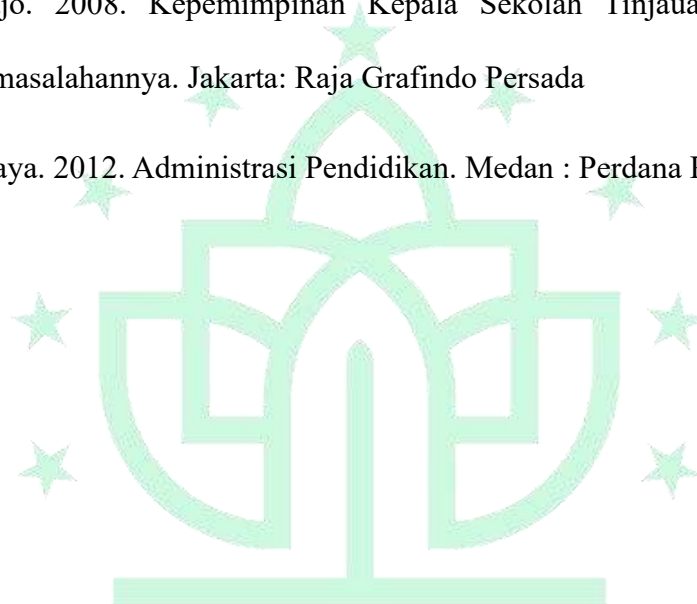 jo. 2008. Kepemimpinan Kepala Sekolah Tinjaua
masalahannya. Jakarta: Raja Grafindo Persada
aya. 2012. Administrasi Pendidikan. Medan : Perdana P